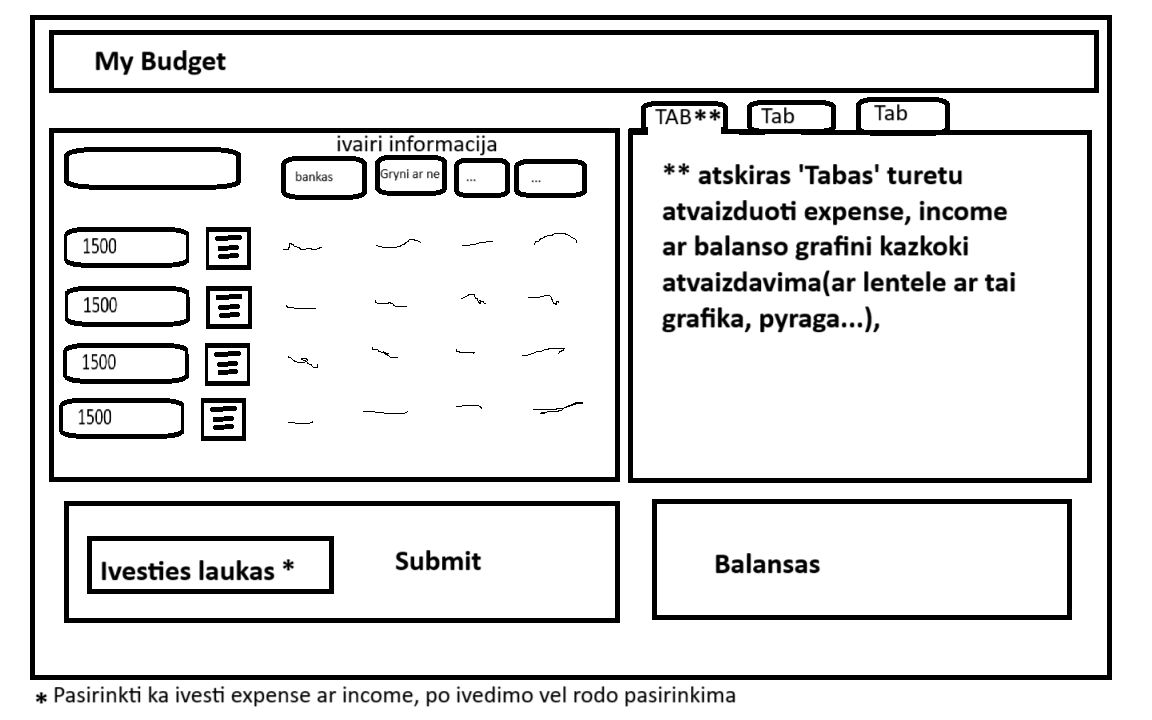 My Budget
TAB** Tab Tab
ivairi informacija
bankas Gryni ar ne ... ...
1500
1500
1500
1500
** atskiras 'Tabas' turetu
atvaizduoti expense, income
ar balanso grafini kazkoki
atvaizdavima(ar lentele ar tai
grafika, pyraga...),
Ivesties laukas * Submit
Balansas
* Pasirinkti ka ivesti expense ar income, po ivedimo vel rodo pasirinkima